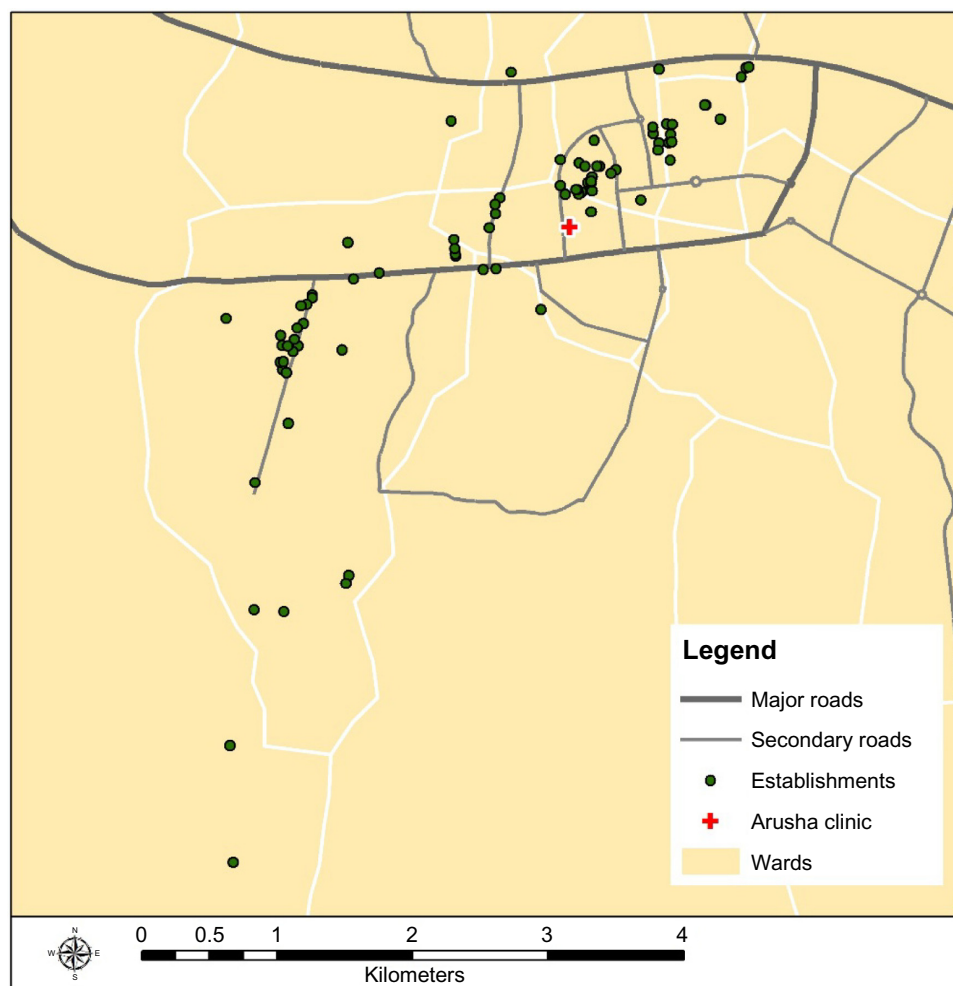 Legend
Major roads
Secondary roads
Establishments
Arusha clinic
Wards
N
W E
S
0 0.5 1 2 3 4
Kilometers